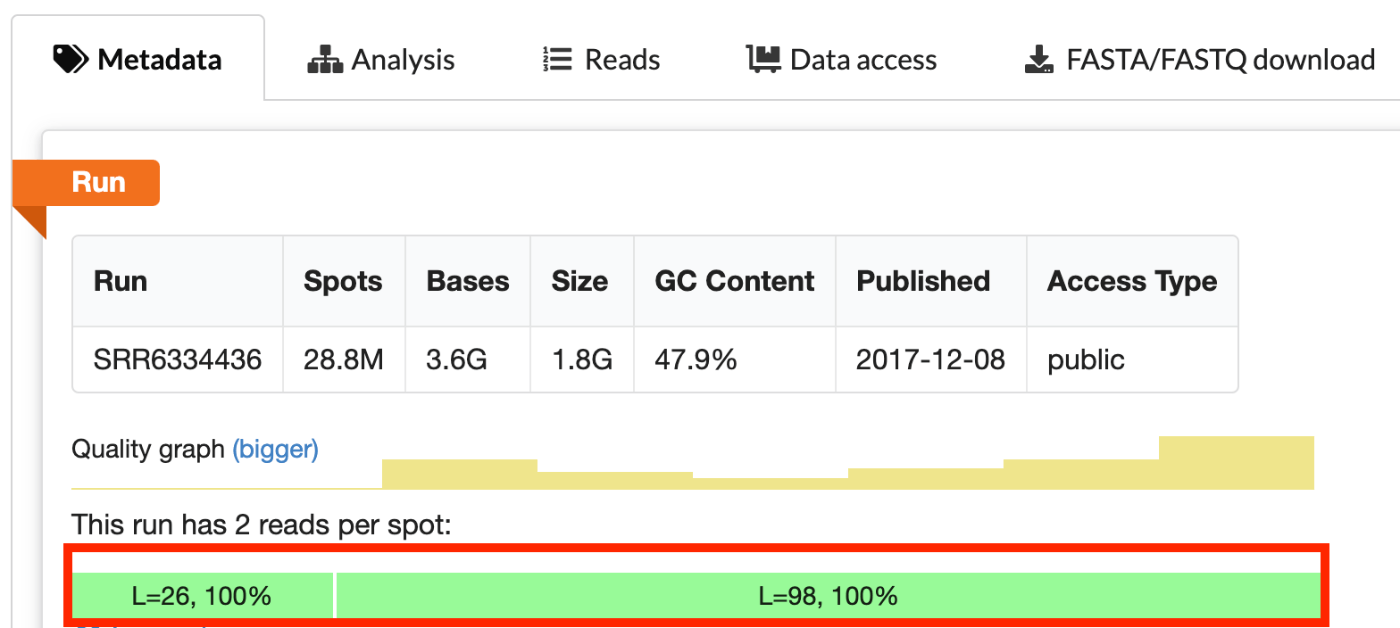 Metadata Analysis Reads Data access FASTA/FASTQ download
Run
Run Spots Bases Size GC Content Published Access Type
SRR6334436 28.8M 3.6G 1.8G 47.9% 2017-12-08 public
Quality graph (bigger)
This run has 2 reads per spot:
L=26, 100% L=98, 100%